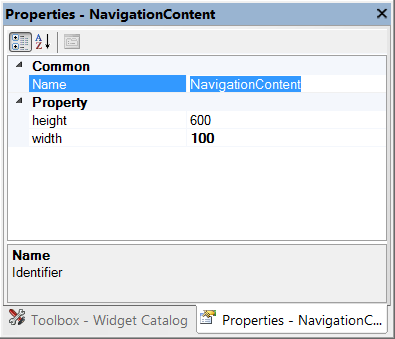 Properties - NavigationContent
Common
Name NavigationContent
Property
height 600
width 100
Name
Identifier
Toolbox - Widget Catalog Properties - NavigationC...